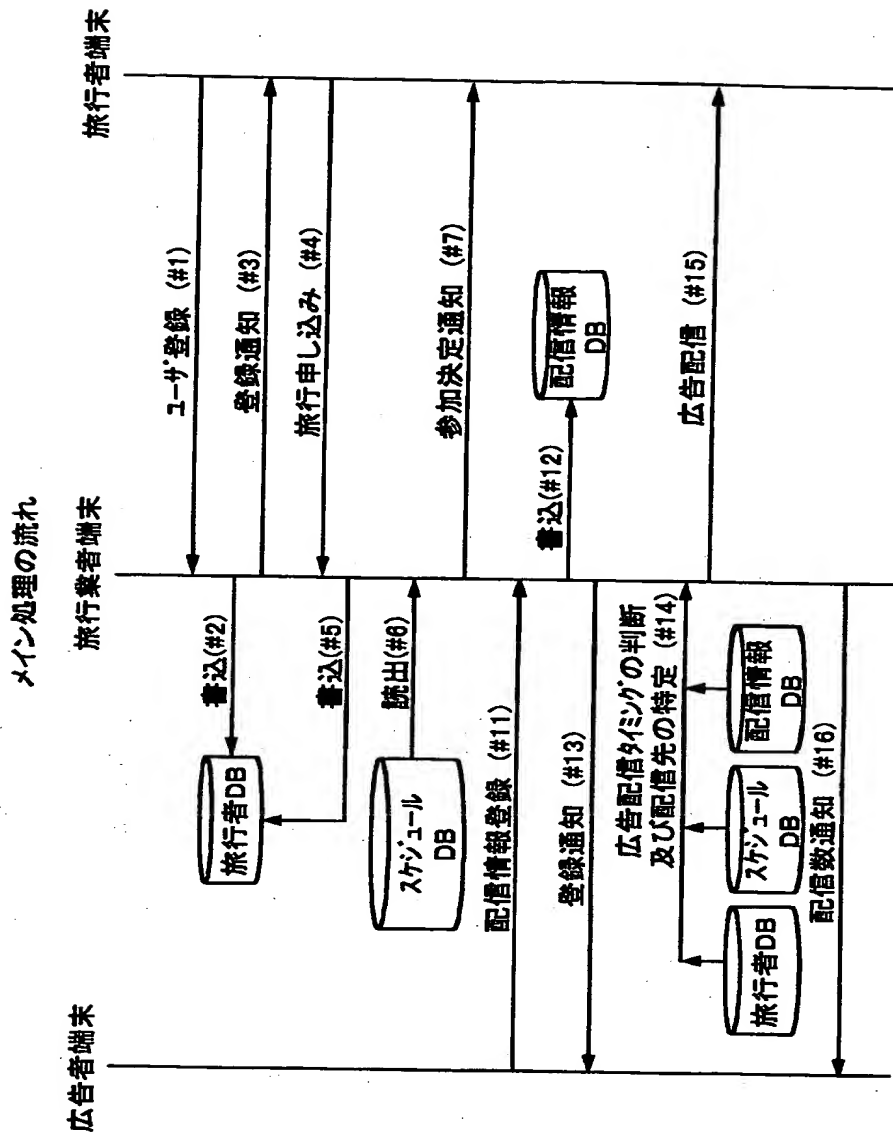 メイン処理の流れ
広告者端末
旅行業者端末
旅行者端末
ユーザ登録 (#1)
書込(#2)
旅行者DB
登録通知 (#3)
旅行申し込み (#4)
書込(#5)
読出(#6)
スケジュール
DB
参加決定通知 (#7)
配信情報登録 (#11)
書込(#12)
配信情報
DB
登録通知 (#13)
広告配信タイミングの判断
及び配信先の特定 (#14)
旅行者DB
スケジュール
DB
配信情報
DB
広告配信 (#15)
配信数通知 (#16)